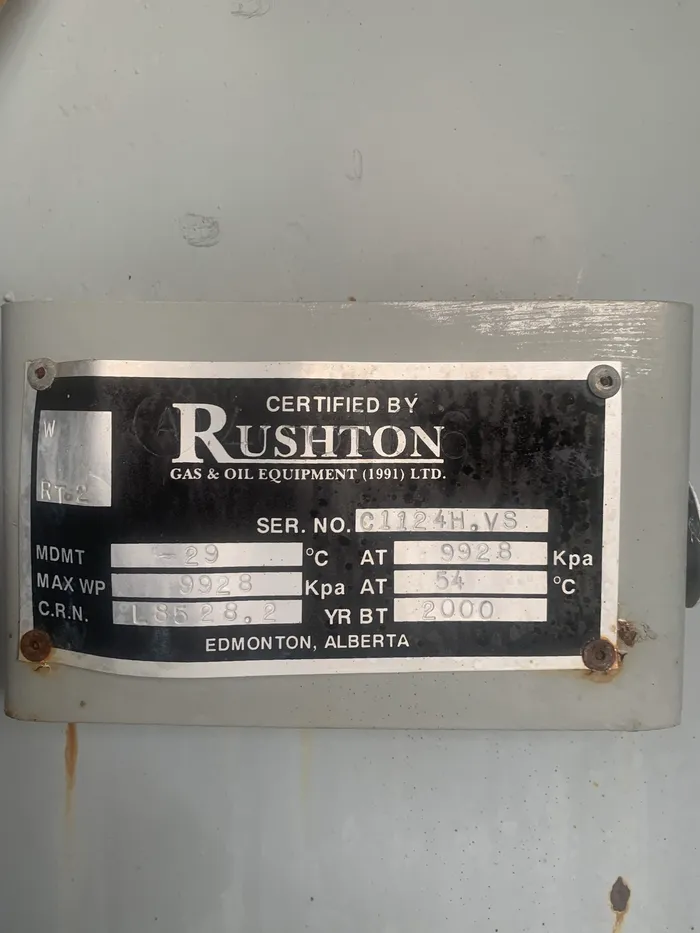 CERTIFIED BY
W
RUSHTON
GAS & OIL EQUIPMENT (1991) LTD.
RT-2
SER. NO. C1124H.VS
MDMT -29 °C AT 9928 Kpa
MAX WP 9928 Kpa AT 54 °C
C.R.N. LS528.2 YR BT 2000
EDMONTON, ALBERTA